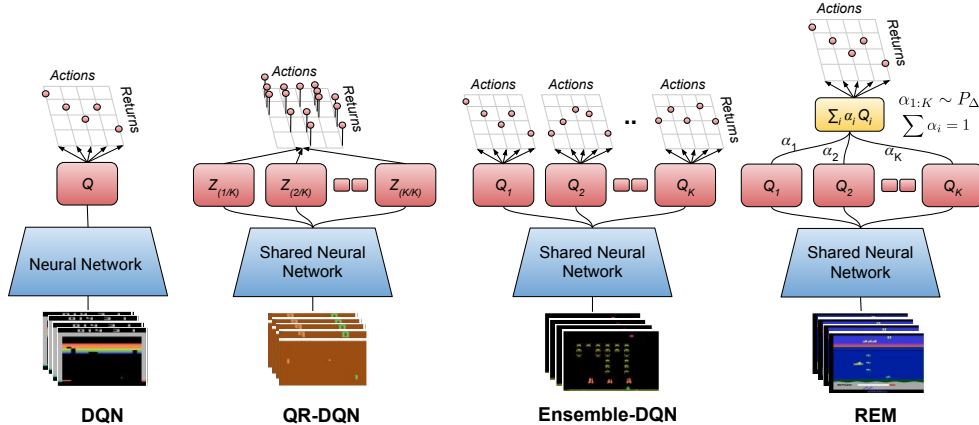 Actions
Returns
Q
Neural Network
DQN
Actions
Returns
Z(1/K)
Z(2/K)
Z(K/K)
Shared Neural
Network
QR-DQN
Actions
Returns
Actions
Returns
..
Actions
Returns
Q1
Q2
QK
Shared Neural
Network
Ensemble-DQN
Actions
Returns
∑i αi Qi
α1:K ∼ PΔ
∑ αi = 1
α1
α2
αK
Q1
Q2
QK
Shared Neural
Network
REM